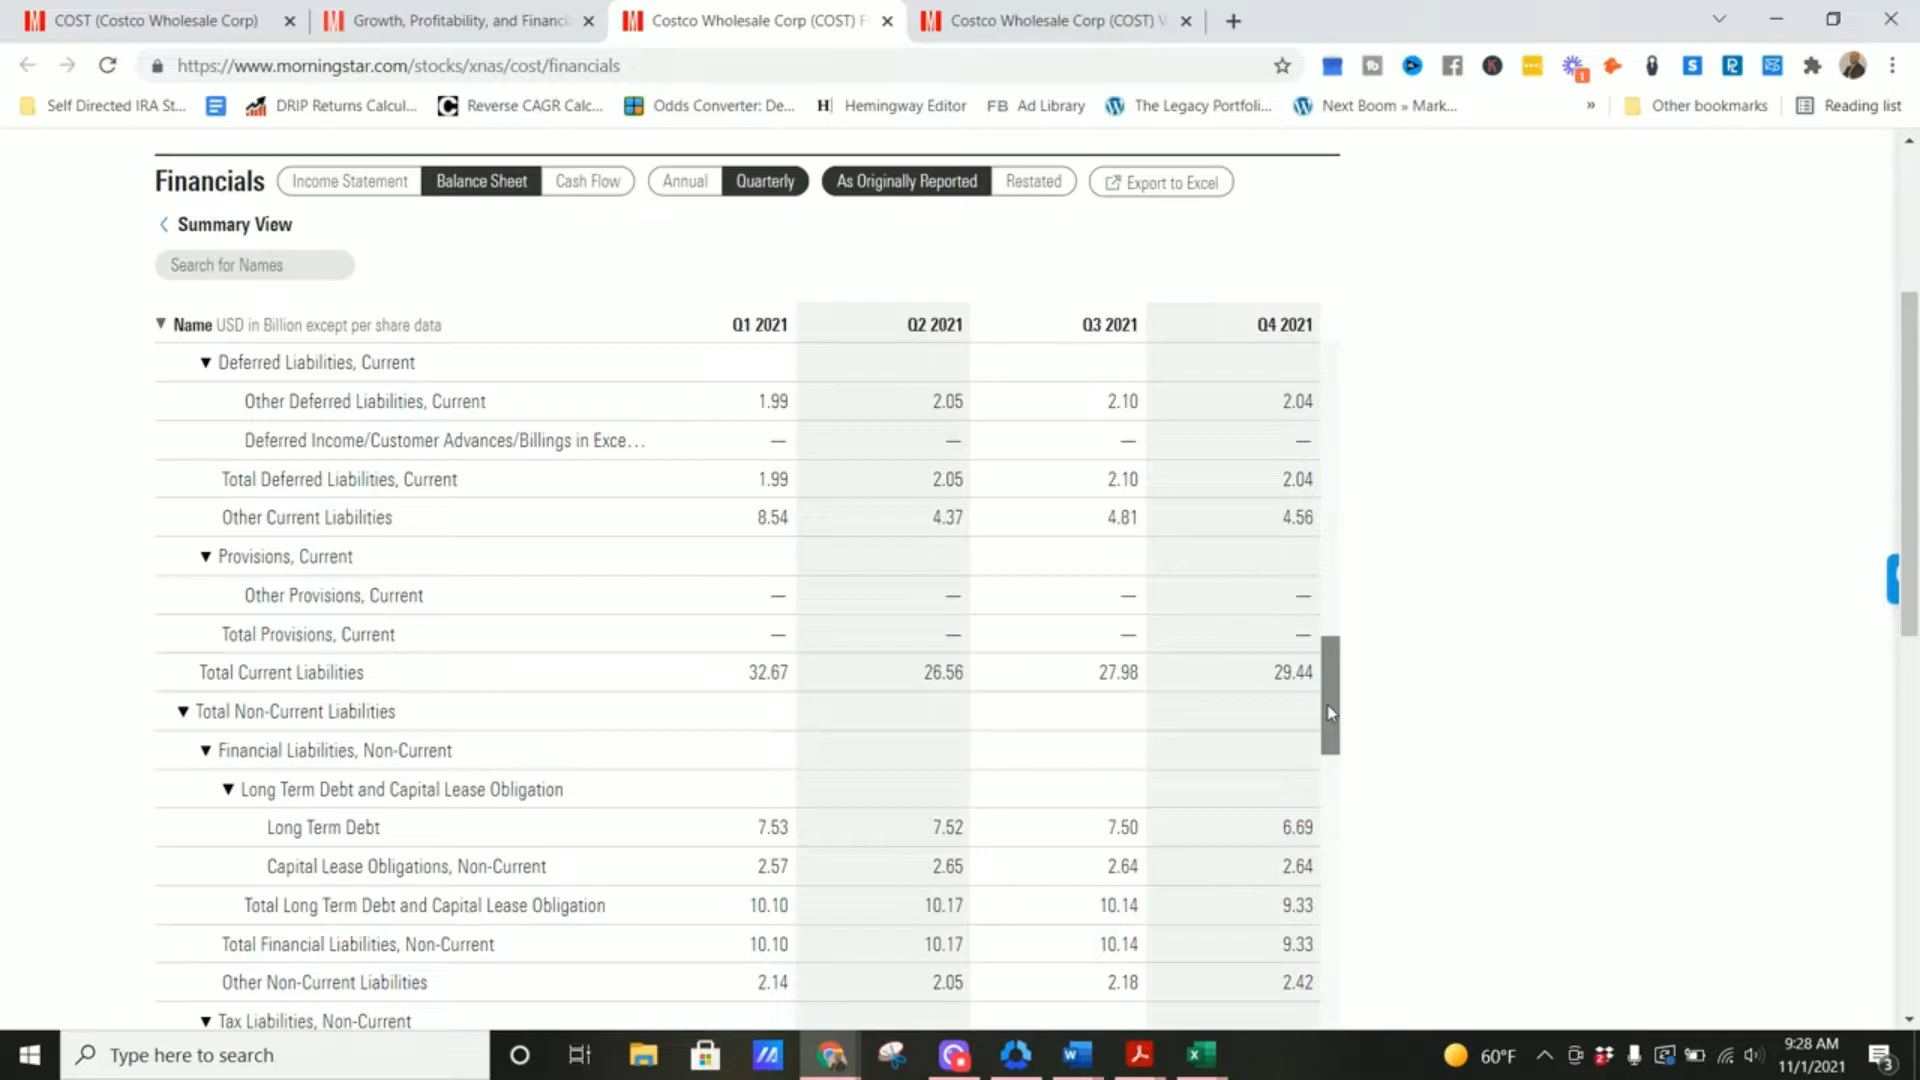 COST (Costco Wholesale Corp)
Growth, Profitability, and Financi
Costco Wholesale Corp (COST) F
Costco Wholesale Corp (COST) V
https://www.morningstar.com/stocks/xnas/cost/financials
Self Directed IRA St...
DRIP Returns Calcul...
Reverse CAGR Calc...
Odds Converter: De...
Hemingway Editor
FB Ad Library
The Legacy Portfoli...
Next Boom » Mark...
»
Other bookmarks
Reading list
Financials
Income Statement
Balance Sheet
Cash Flow
Annual
Quarterly
As Originally Reported
Restated
Export to Excel
Summary View
Search for Names
Name USD in Billion except per share data Q1 2021 Q2 2021 Q3 2021 Q4 2021
Deferred Liabilities, Current
Other Deferred Liabilities, Current 1.99 2.05 2.10 2.04
Deferred Income/Customer Advances/Billings in Exce... — — — —
Total Deferred Liabilities, Current 1.99 2.05 2.10 2.04
Other Current Liabilities 8.54 4.37 4.81 4.56
Provisions, Current
Other Provisions, Current — — — —
Total Provisions, Current — — — —
Total Current Liabilities 32.67 26.56 27.98 29.44
Total Non-Current Liabilities
Financial Liabilities, Non-Current
Long Term Debt and Capital Lease Obligation
Long Term Debt 7.53 7.52 7.50 6.69
Capital Lease Obligations, Non-Current 2.57 2.65 2.64 2.64
Total Long Term Debt and Capital Lease Obligation 10.10 10.17 10.14 9.33
Total Financial Liabilities, Non-Current 10.10 10.17 10.14 9.33
Other Non-Current Liabilities 2.14 2.05 2.18 2.42
Tax Liabilities, Non-Current
Type here to search
60°F
9:28 AM
11/1/2021
3